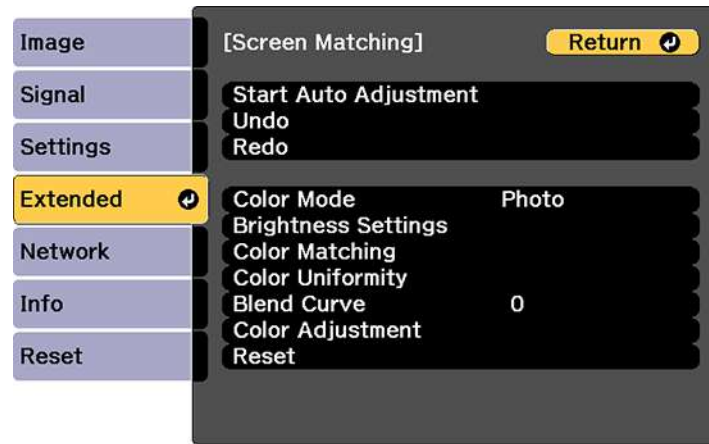 Image
Signal
Settings
Extended
Network
Info
Reset
[Screen Matching]
Return
Start Auto Adjustment
Undo
Redo
Color Mode Photo
Brightness Settings
Color Matching
Color Uniformity
Blend Curve 0
Color Adjustment
Reset